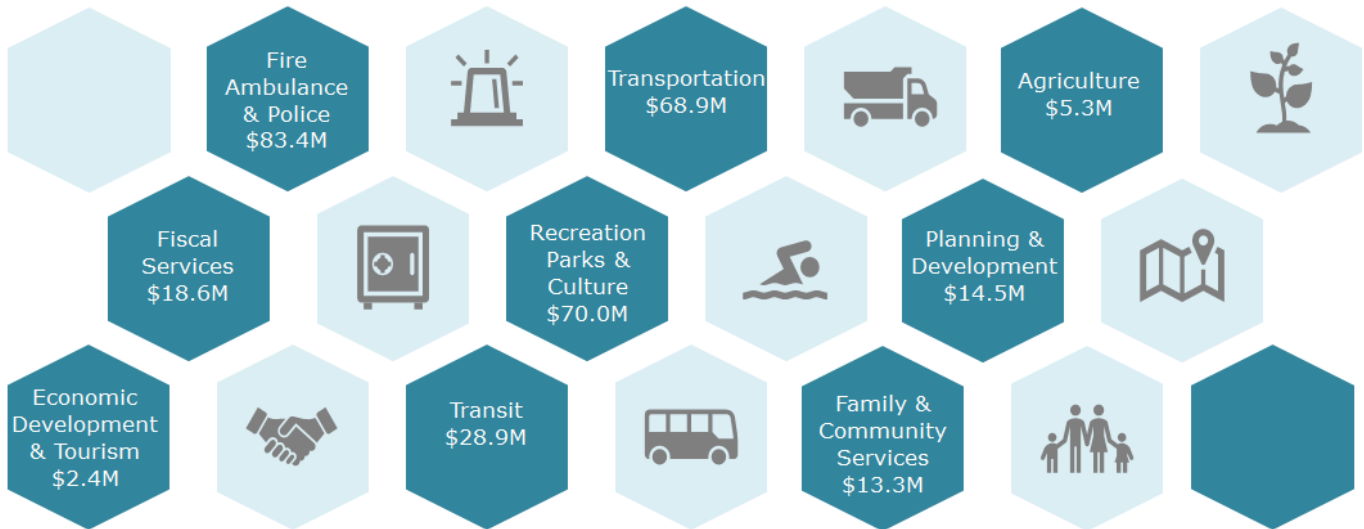 Fire
Ambulance
& Police
$83.4M
Transportation
$68.9M
Agriculture
$5.3M
Fiscal
Services
$18.6M
Recreation
Parks &
Culture
$70.0M
Planning &
Development
$14.5M
Economic
Development
& Tourism
$2.4M
Transit
$28.9M
Family &
Community
Services
$13.3M